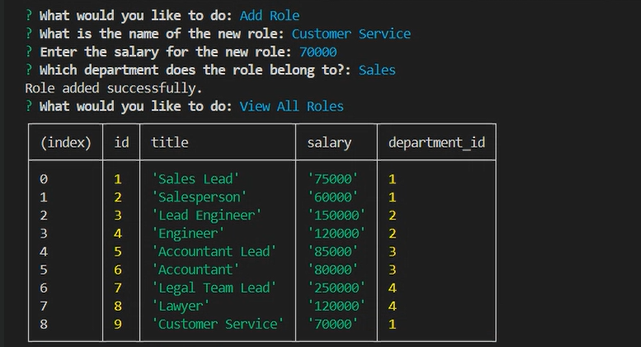 ? What would you like to do: Add Role
? What is the name of the new role: Customer Service
? Enter the salary for the new role: 70000
? Which department does the role belong to?: Sales
Role added successfully.
? What would you like to do: View All Roles
(index) id title salary department_id
0 1 'Sales Lead' '75000' 1
1 2 'Salesperson' '60000' 1
2 3 'Lead Engineer' '150000' 2
3 4 'Engineer' '120000' 2
4 5 'Accountant Lead' '85000' 3
5 6 'Accountant' '80000' 3
6 7 'Legal Team Lead' '250000' 4
7 8 'Lawyer' '120000' 4
8 9 'Customer Service' '70000' 1